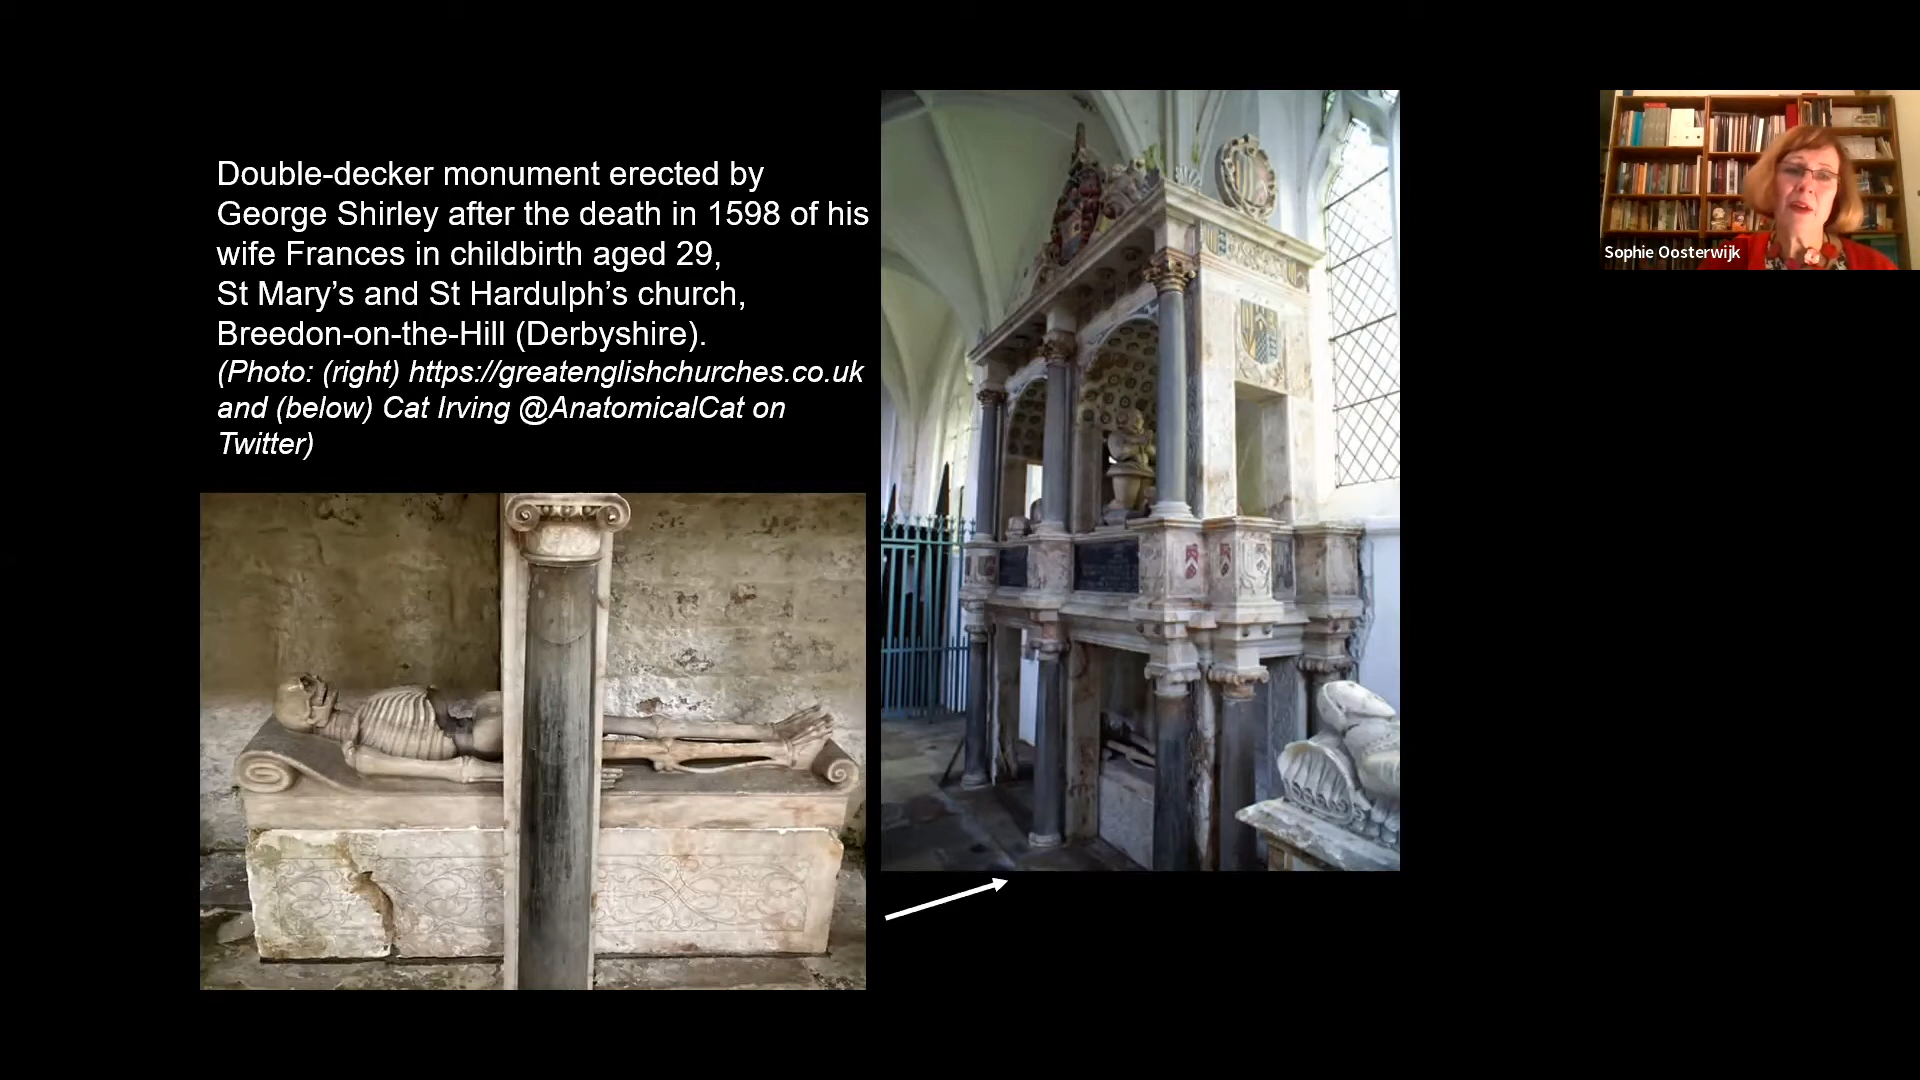 Double-decker monument erected by
George Shirley after the death in 1598 of his
wife Frances in childbirth aged 29,
St Mary’s and St Hardulph’s church,
Breedon-on-the-Hill (Derbyshire).
(Photo: (right) https://greatenglishchurches.co.uk
and (below) Cat Irving @AnatomicalCat on
Twitter)
Sophie Oosterwijk